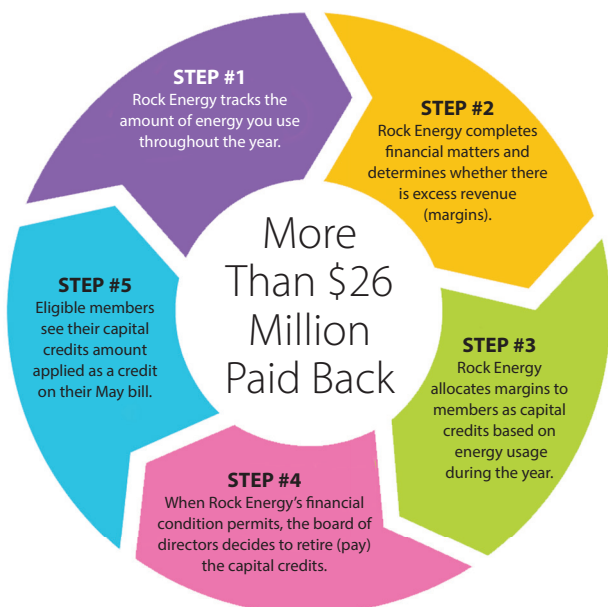 STEP #1
Rock Energy tracks the
amount of energy you use
throughout the year.
STEP #2
Rock Energy completes
financial matters and
determines whether there
is excess revenue
(margins).
STEP #3
Rock Energy
allocates margins to
members as capital
credits based on
energy usage
during the year.
STEP #4
When Rock Energy's financial
condition permits, the board of
directors decides to retire (pay)
the capital credits.
STEP #5
Eligible members
see their capital
credits amount
applied as a credit
on their May bill.
More
Than $26
Million
Paid Back